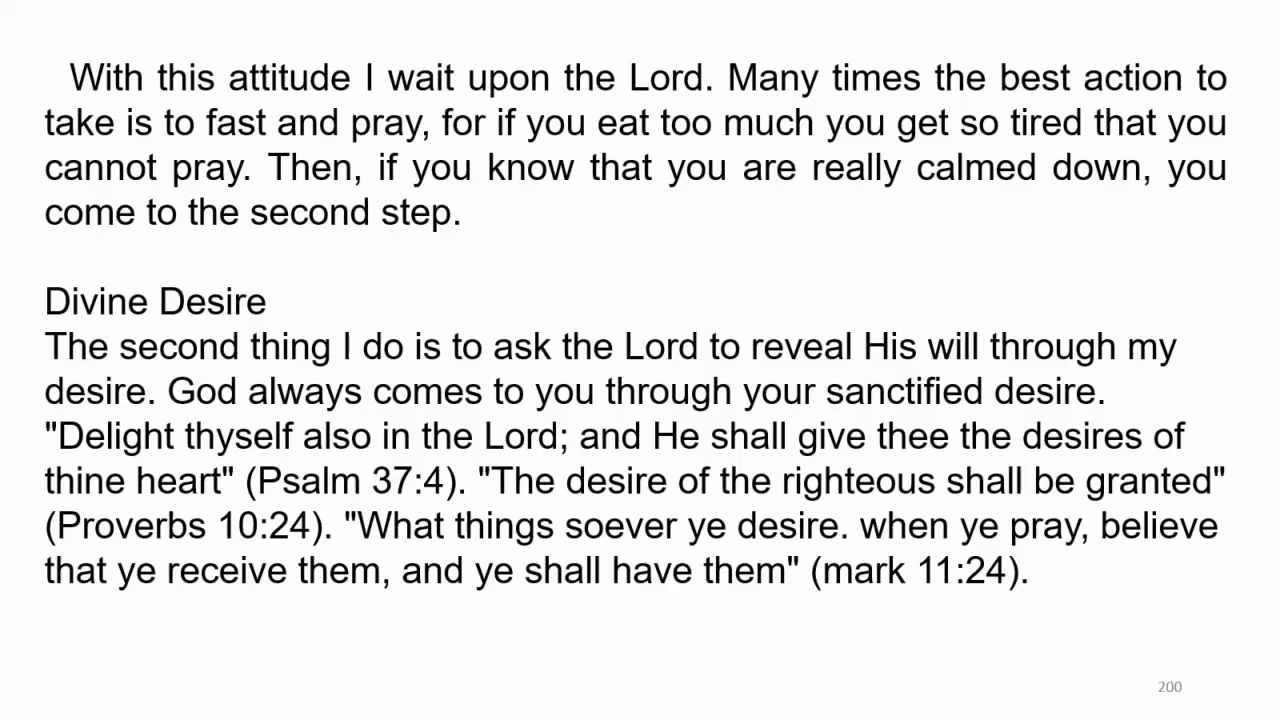 With this attitude I wait upon the Lord. Many times the best action to
take is to fast and pray, for if you eat too much you get so tired that you
cannot pray. Then, if you know that you are really calmed down, you
come to the second step.
Divine Desire
The second thing I do is to ask the Lord to reveal His will through my
desire. God always comes to you through your sanctified desire.
"Delight thyself also in the Lord; and He shall give thee the desires of
thine heart" (Psalm 37:4). "The desire of the righteous shall be granted"
(Proverbs 10:24). "What things soever ye desire. when ye pray, believe
that ye receive them, and ye shall have them" (mark 11:24).
200